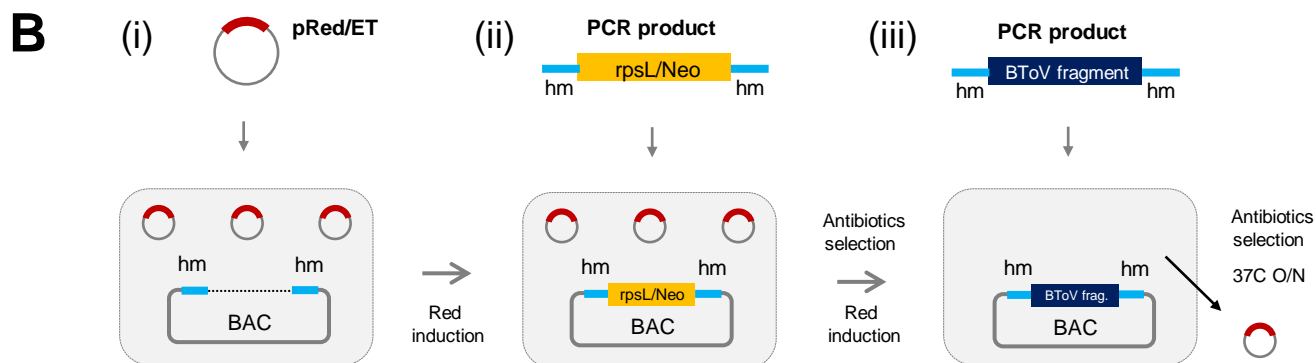 B
(i)
pRed/ET
hm
hm
BAC
Red
induction
(ii)
PCR product
rpsL/Neo
hm
hm
hm
hm
rpsL/Neo
BAC
Antibiotics
selection
Red
induction
(iii)
PCR product
BToV fragment
hm
hm
hm
hm
BToV frag.
BAC
Antibiotics
selection
37C O/N